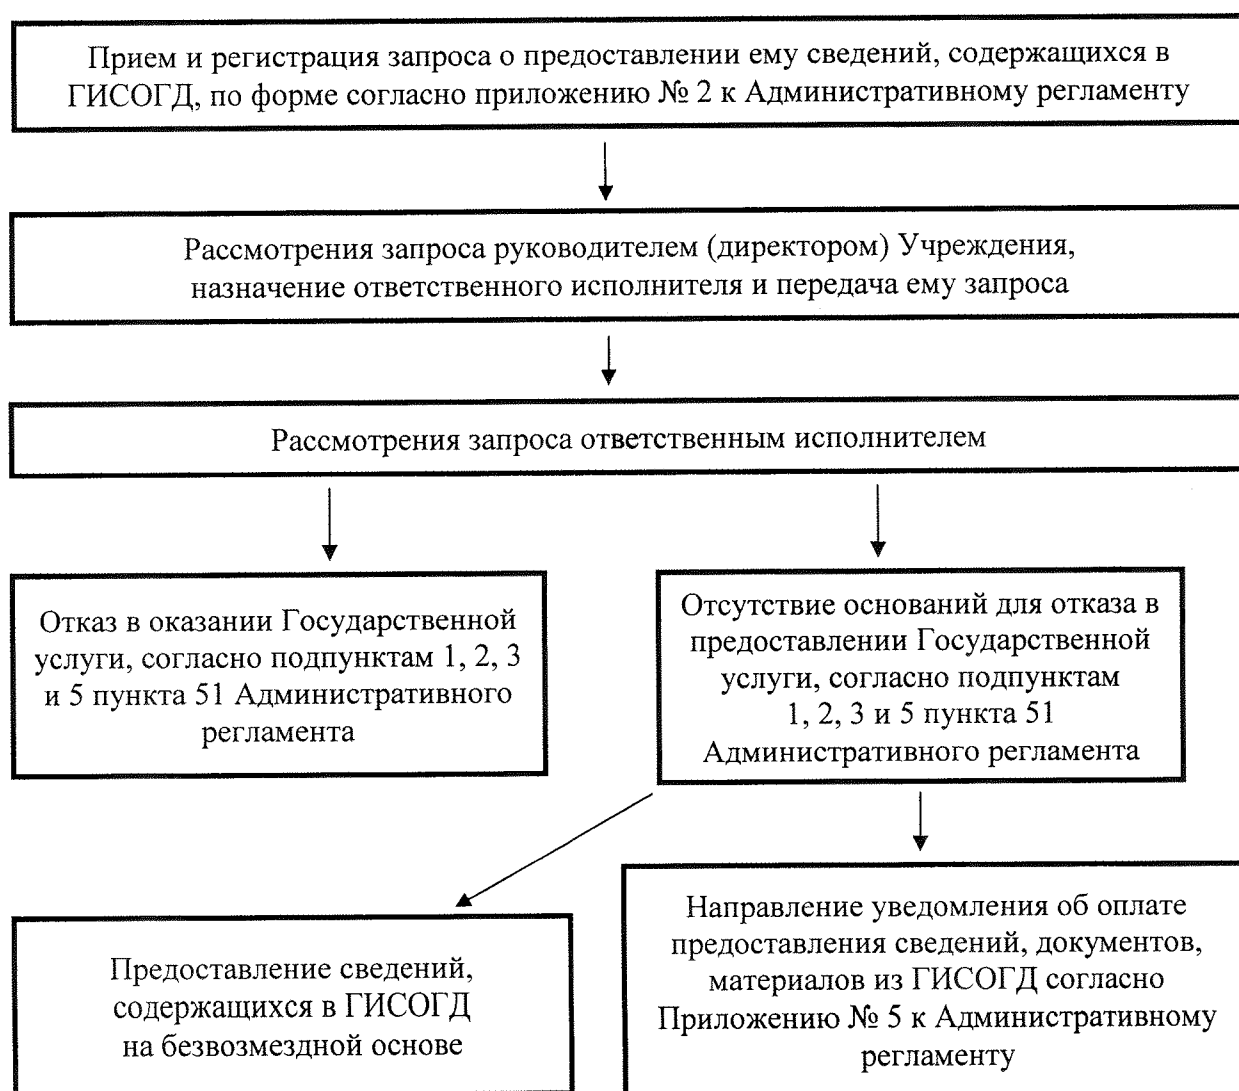 Прием и регистрация запроса о предоставлении ему сведений, содержащихся в
ГИСОГД, по форме согласно приложению № 2 к Административному регламенту
Рассмотрения запроса руководителем (директором) Учреждения,
назначение ответственного исполнителя и передача ему запроса
Рассмотрения запроса ответственным исполнителем
Отказ в оказании Государственной
услуги, согласно подпунктам 1, 2, 3
и 5 пункта 51 Административного
регламента
Отсутствие оснований для отказа в
предоставлении Государственной
услуги, согласно подпунктам
1, 2, 3 и 5 пункта 51
Административного регламента
Предоставление сведений,
содержащихся в ГИСОГД
на безвозмездной основе
Направление уведомления об оплате
предоставления сведений, документов,
материалов из ГИСОГД согласно
Приложению № 5 к Административному
регламенту